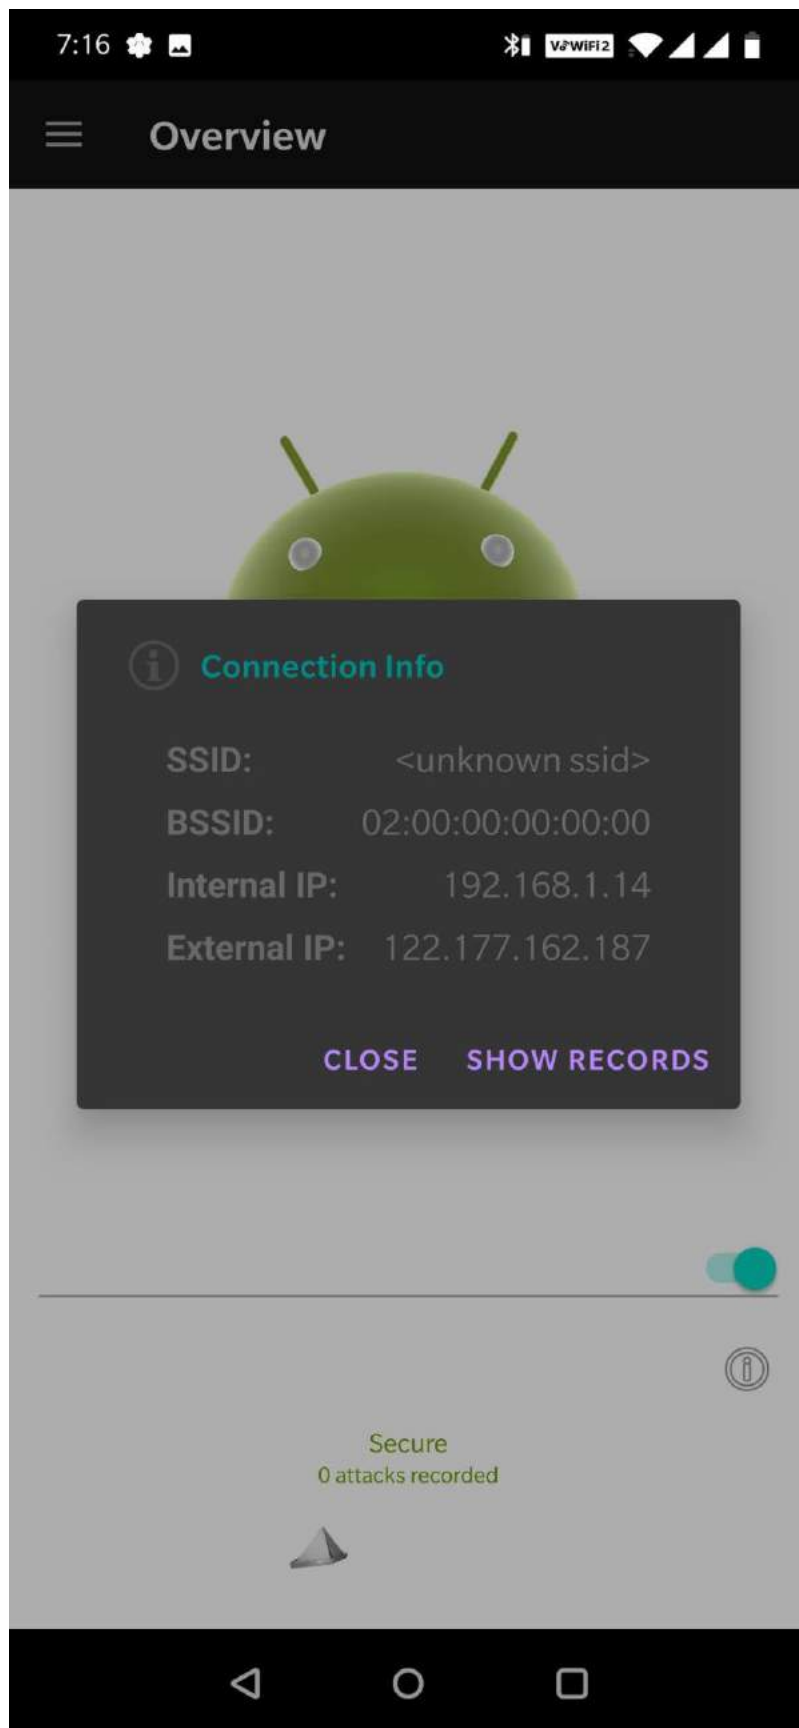 7:16
VoWiFi2
Overview
Connection Info
SSID: <unknown ssid>
BSSID: 02:00:00:00:00:00
Internal IP: 192.168.1.14
External IP: 122.177.162.187
CLOSE SHOW RECORDS
Secure
0 attacks recorded